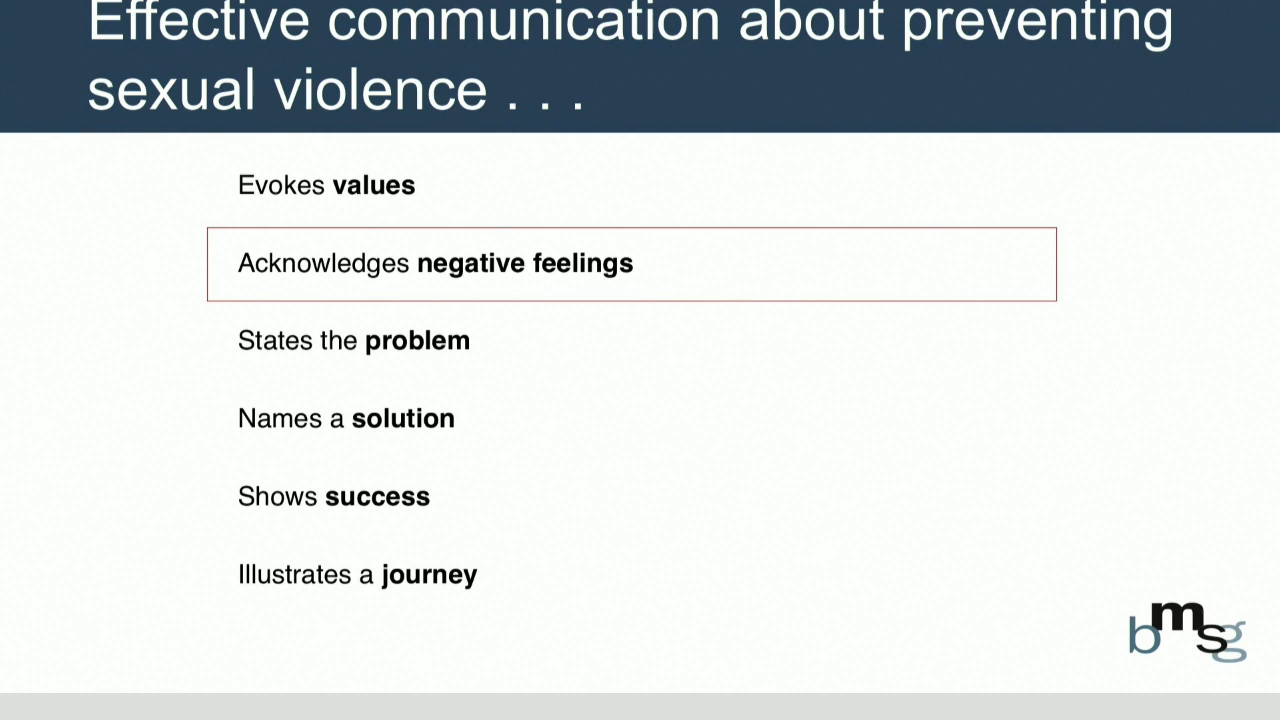 Effective communication about preventing
sexual violence . . .
Evokes values
Acknowledges negative feelings
States the problem
Names a solution
Shows success
Illustrates a journey
bmsg